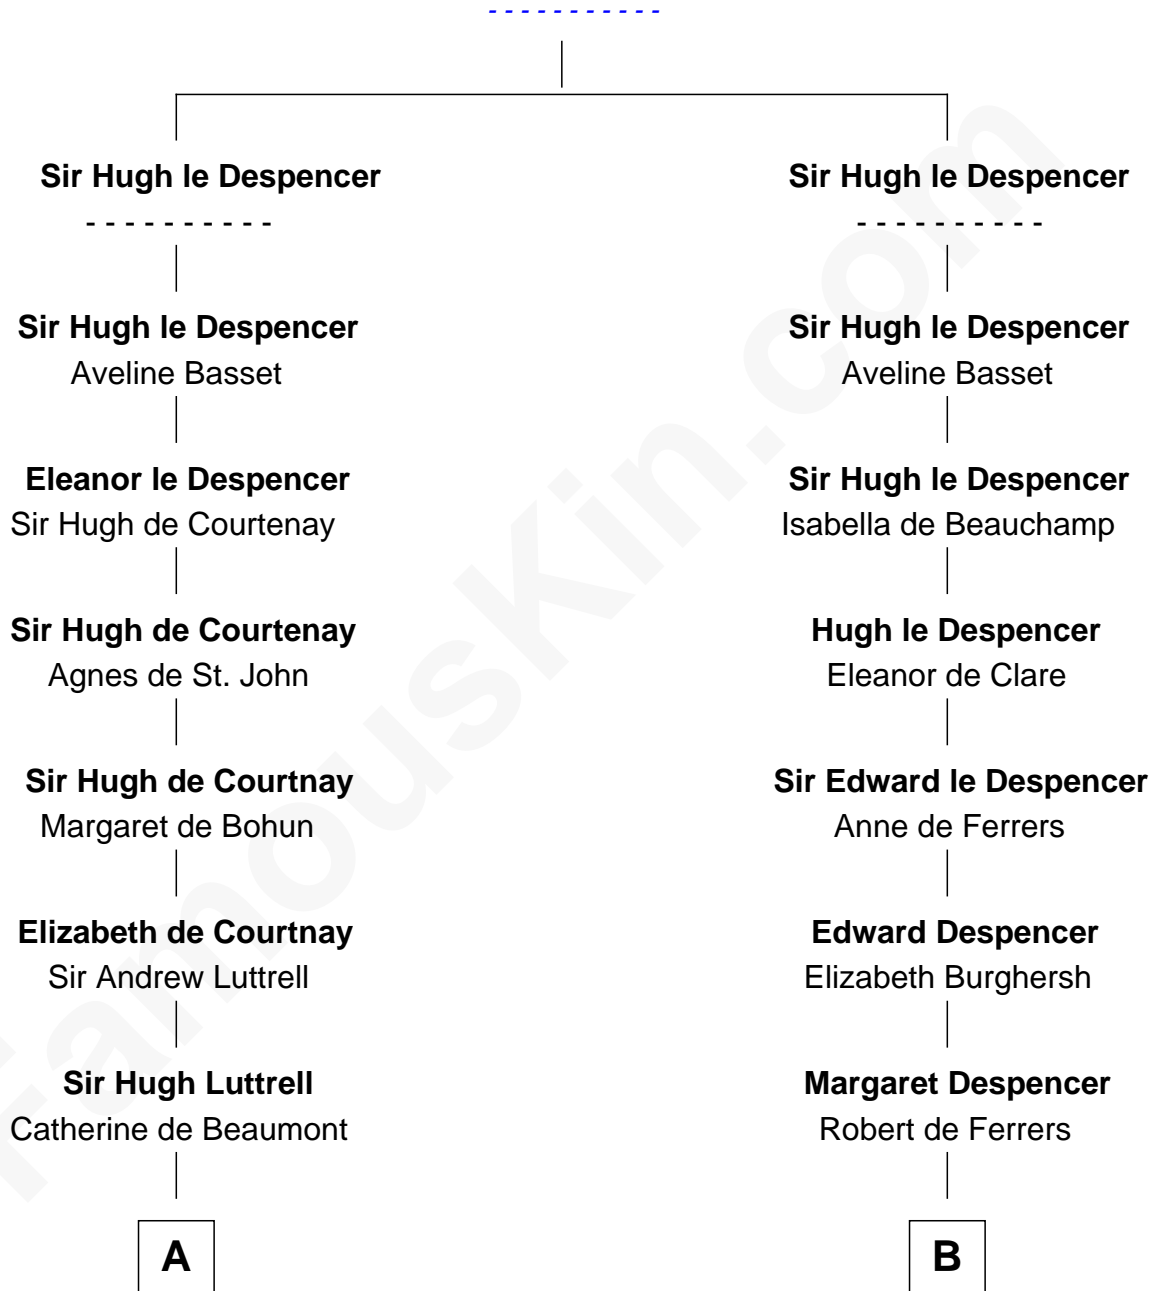 - - - - - - - - - - -
Sir Hugh le Despencer
- - - - - - - - - -
Sir Hugh le Despencer
Aveline Basset
Eleanor le Despencer
Sir Hugh de Courtenay
Sir Hugh de Courtenay
Agnes de St. John
Sir Hugh de Courtnay
Margaret de Bohun
Elizabeth de Courtnay
Sir Andrew Luttrell
Sir Hugh Luttrell
Catherine de Beaumont
A
Sir Hugh le Despencer
- - - - - - - - - -
Sir Hugh le Despencer
Aveline Basset
Sir Hugh le Despencer
Isabella de Beauchamp
Hugh le Despencer
Eleanor de Clare
Sir Edward le Despencer
Anne de Ferrers
Edward Despencer
Elizabeth Burghersh
Margaret Despencer
Robert de Ferrers
B
FamousKin.com